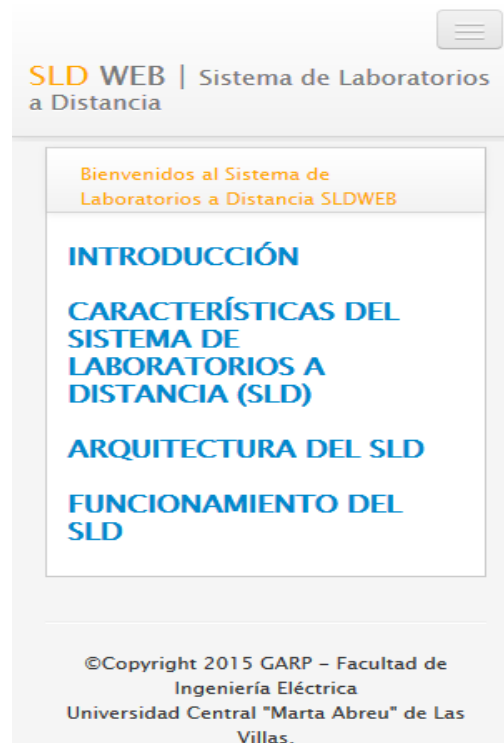 SLD WEB | Sistema de Laboratorios
a Distancia
Bienvenidos al Sistema de
Laboratorios a Distancia SLDWEB
INTRODUCCIÓN
CARACTERÍSTICAS DEL
SISTEMA DE
LABORATORIOS A
DISTANCIA (SLD)
ARQUITECTURA DEL SLD
FUNCIONAMIENTO DEL
SLD
©Copyright 2015 GARP – Facultad de
Ingeniería Eléctrica
Universidad Central "Marta Abreu" de Las
Villas.